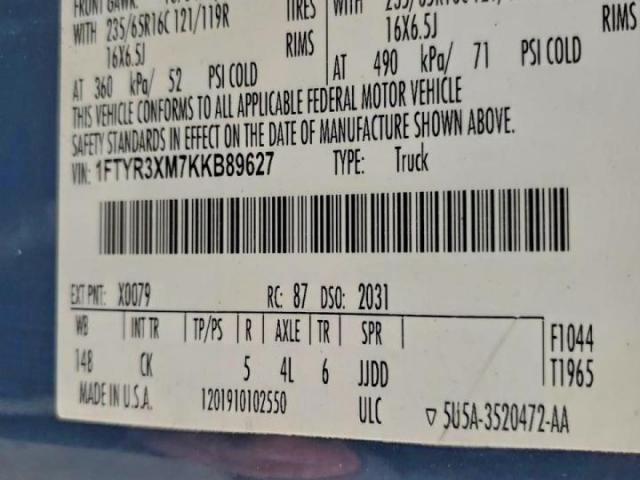 WITH 235/65R16C 121/119R TIRES
16X6.5J RIMS
AT 360 kPa/ 52 PSI COLD
WITH
16X6.5J RIMS
AT 490 kPa/ 71 PSI COLD
THIS VEHICLE CONFORMS TO ALL APPLICABLE FEDERAL MOTOR VEHICLE
SAFETY STANDARDS IN EFFECT ON THE DATE OF MANUFACTURE SHOWN ABOVE.
VIN: 1FTYR3XM7KKB89627 TYPE: Truck
EXT PNT: X0079 RC: 87 DSO: 2031
WB INT TR TP/PS R AXLE TR SPR
148 CK 5 4L 6 JJDD
F1044
T1965
MADE IN U.S.A. 1201910102550 ULC ▽ 5U5A-3520472-AA